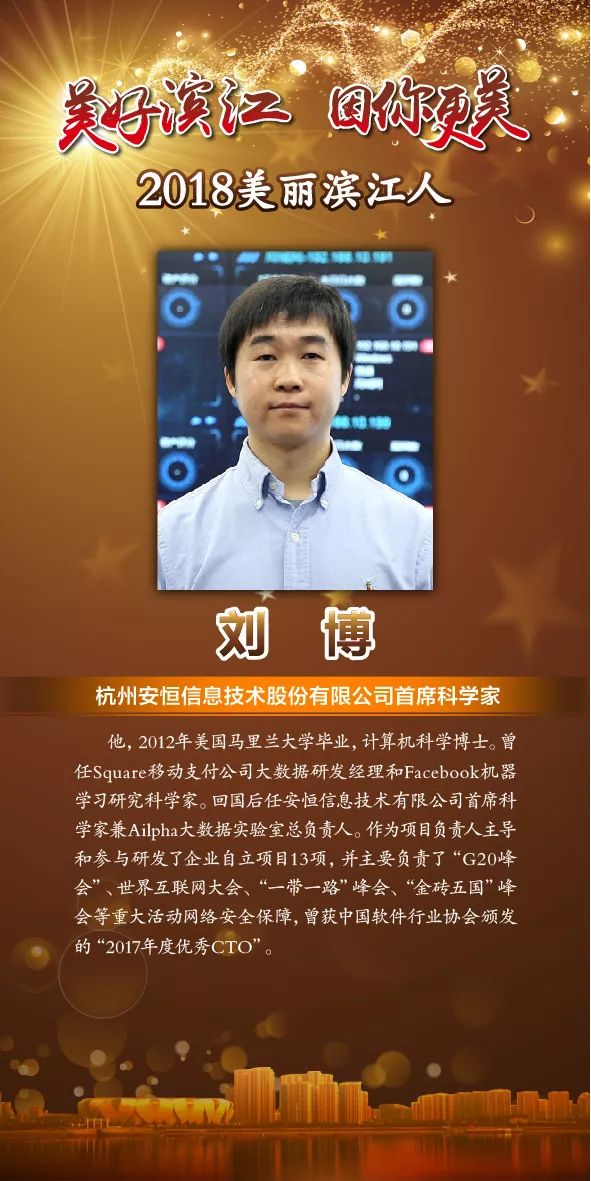 美好滨江 因你更美
2018美丽滨江人
刘 博
杭州安恒信息技术股份有限公司首席科学家
他，2012年美国马里兰大学毕业，计算机科学博士。曾
任Square移动支付公司大数据研发经理和Facebook机器
学习研究科学家。回国后任安恒信息技术有限公司首席科
学家兼Ailpha大数据实验室总负责人。作为项目负责人主导
和参与研发了企业自立项目13项，并主要负责了“G20峰
会”、世界互联网大会、“一带一路”峰会、“金砖五国”峰
会等重大活动网络安全保障，曾获中国软件行业协会颁发
的“2017年度优秀CTO”。